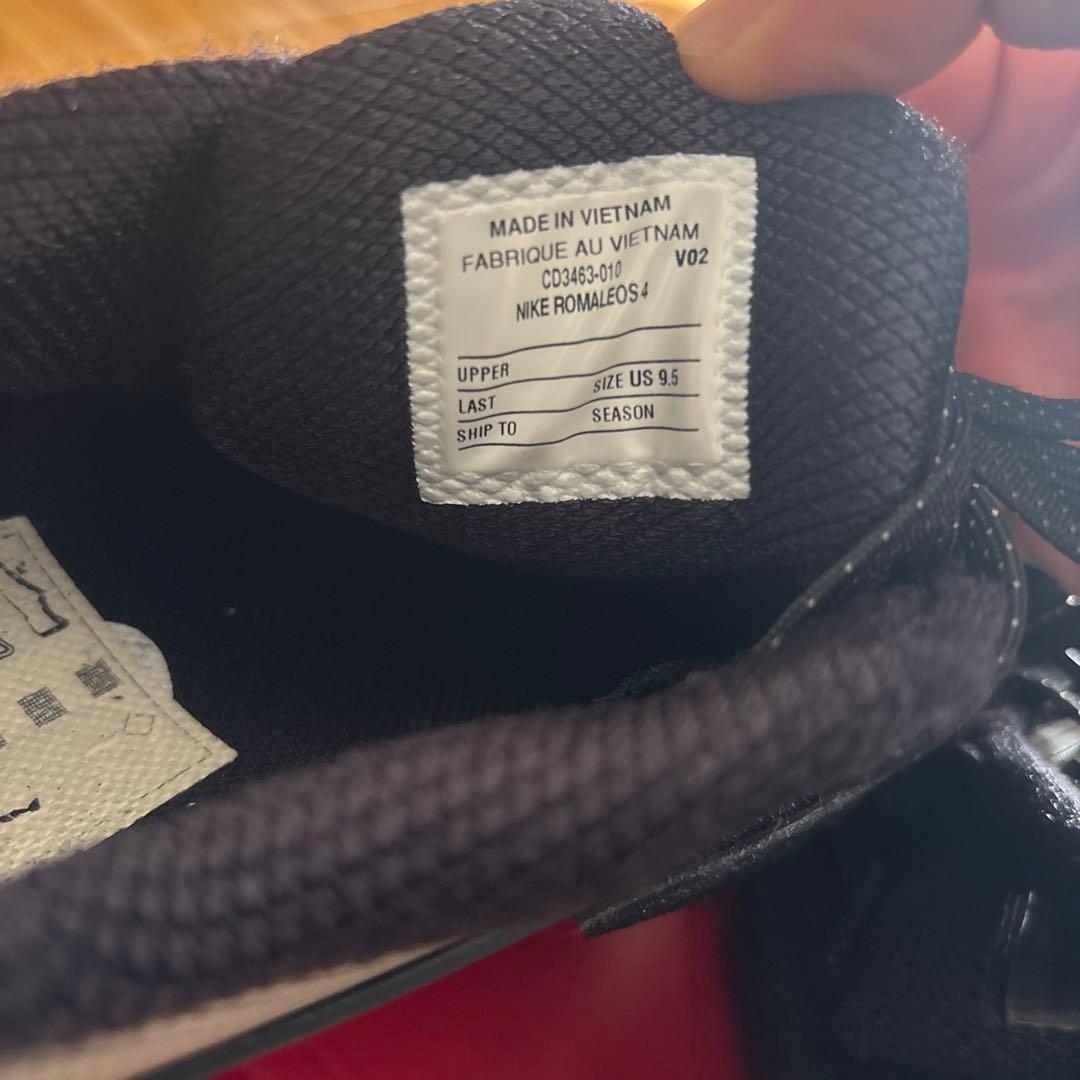 MADE IN VIETNAM
FABRIQUE AU VIETNAM
CD3463-010 V02
NIKE ROMALEOS 4
UPPER
LAST SIZE US 9.5
SHIP TO SEASON